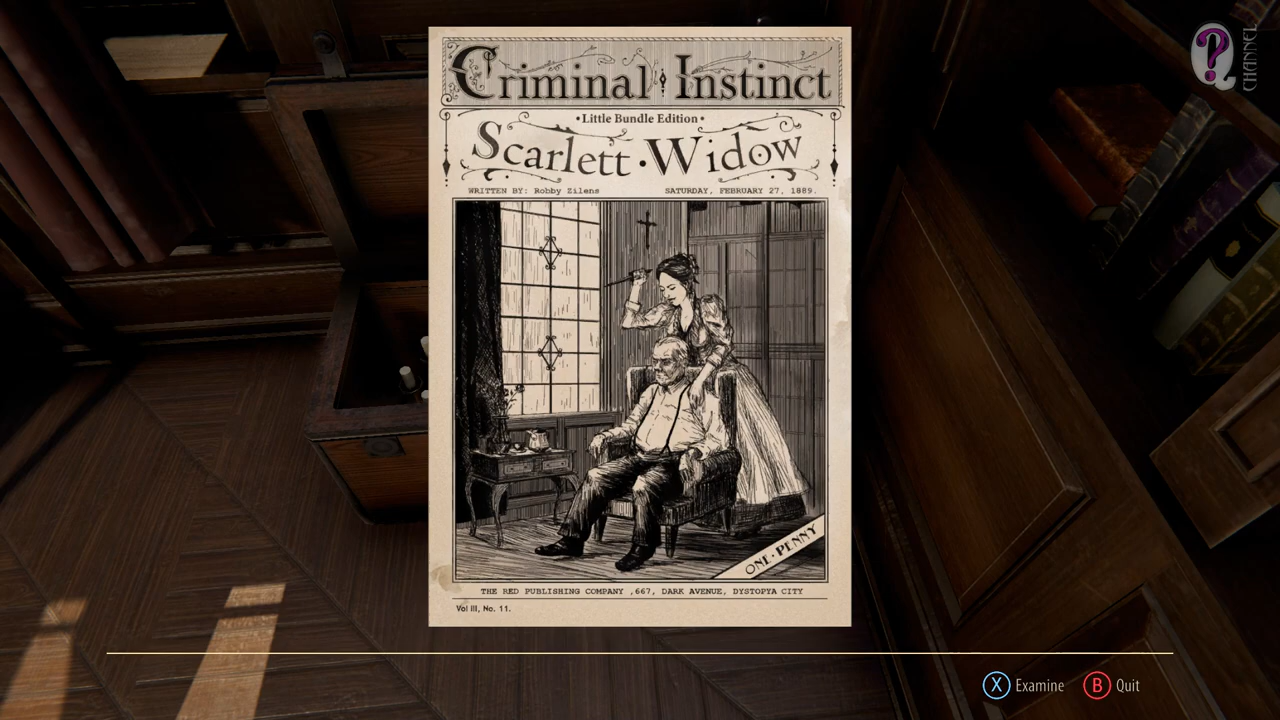 Criminal Instinct
•Little Bundle Edition•
Scarlett•Widow
WRITTEN BY: Robby Zilens
SATURDAY, FEBRUARY 27, 1889.
ONE•PENNY
THE RED PUBLISHING COMPANY ,667, DARK AVENUE, DYSTOPYA CITY
Vol III, No. 11.
? CHANNEL
X Examine
B Quit